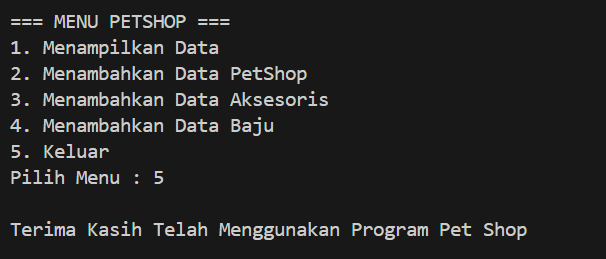 === MENU PETSHOP ===
1. Menampilkan Data
2. Menambahkan Data PetShop
3. Menambahkan Data Aksesoris
4. Menambahkan Data Baju
5. Keluar
Pilih Menu : 5
Terima Kasih Telah Menggunakan Program Pet Shop